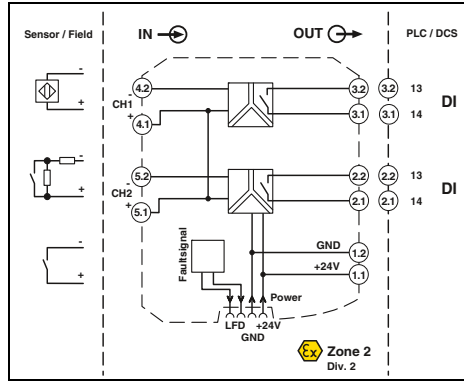 Sensor / Field
IN
OUT
PLC / DCS
-
+
4.2
-
CH1
+
4.1
3.2
3.2
13
3.1
3.1
14
DI
-
+
5.2
-
CH2
+
5.1
2.2
2.2
13
2.1
2.1
14
DI
-
+
Faultsignal
GND
1.2
+24V
1.1
Power
LFD
+24V
GND
Ex
Zone 2
Div. 2